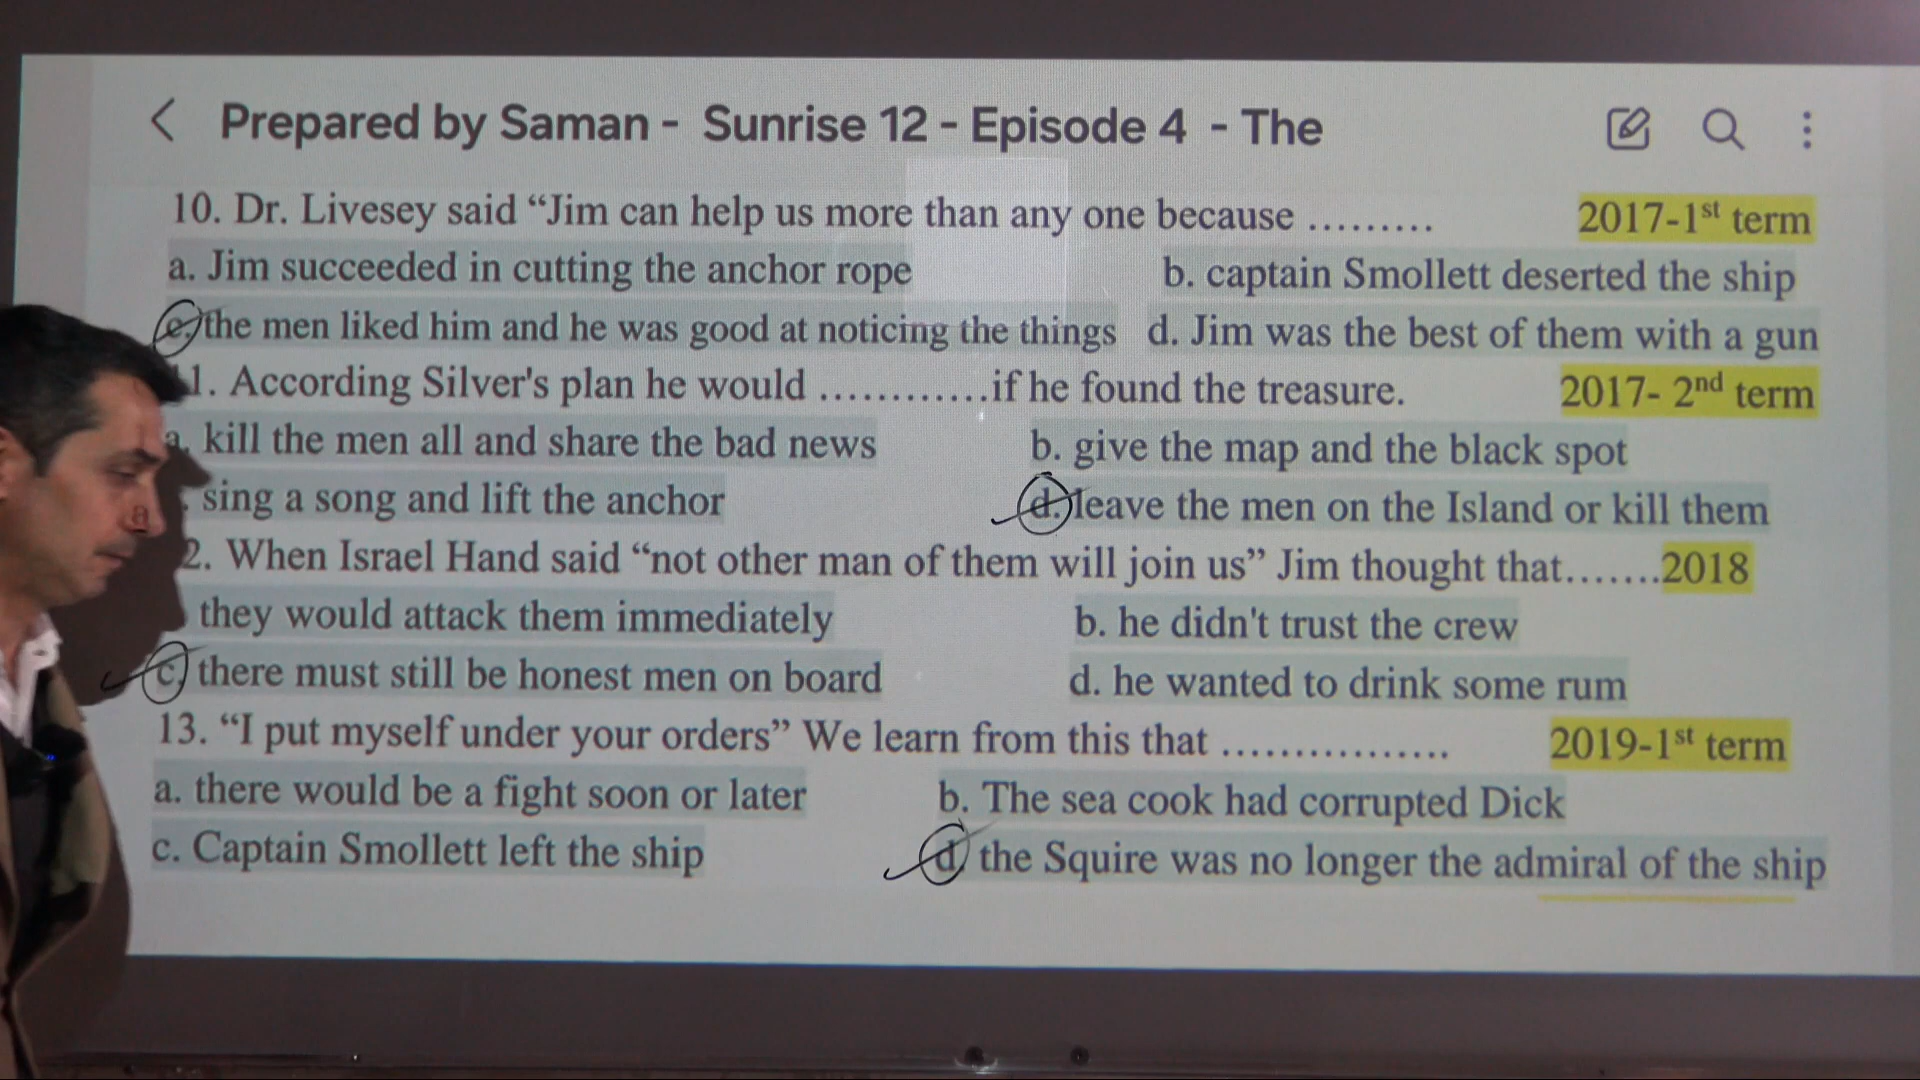 Prepared by Saman - Sunrise 12 - Episode 4 - The
10. Dr. Livesey said “Jim can help us more than any one because ......... 2017-1st term
a. Jim succeeded in cutting the anchor rope b. captain Smollett deserted the ship
c. the men liked him and he was good at noticing the things d. Jim was the best of them with a gun
1. According Silver's plan he would ............if he found the treasure. 2017- 2nd term
a. kill the men all and share the bad news b. give the map and the black spot
sing a song and lift the anchor d. leave the men on the Island or kill them
2. When Israel Hand said “not other man of them will join us” Jim thought that.......2018
they would attack them immediately b. he didn't trust the crew
c. there must still be honest men on board d. he wanted to drink some rum
13. “I put myself under your orders” We learn from this that ................ 2019-1st term
a. there would be a fight soon or later b. The sea cook had corrupted Dick
c. Captain Smollett left the ship d. the Squire was no longer the admiral of the ship